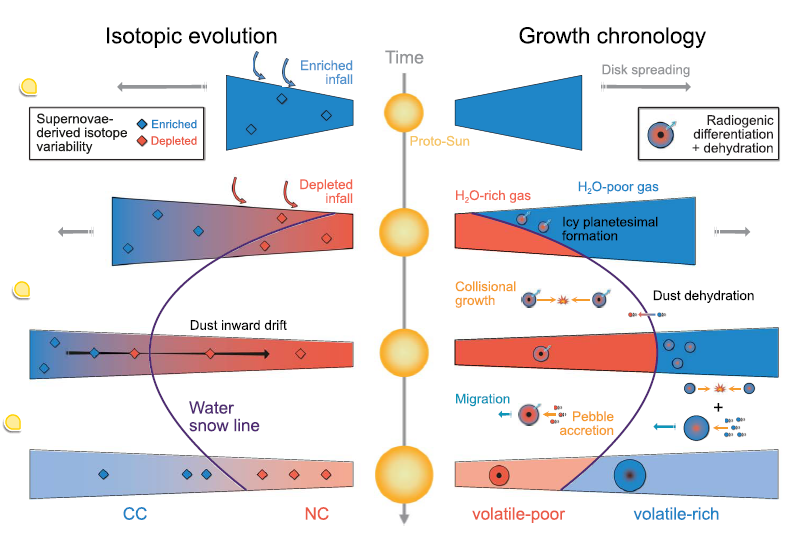 Isotopic evolution
Time
Growth chronology
Enriched
infall
Disk spreading
Supernovae-
derived isotope
variability
Enriched
Depleted
Proto-Sun
Radiogenic
differentiation
+ dehydration
Depleted
infall
H₂O-rich gas
H₂O-poor gas
Icy planetesimal
formation
Collisional
growth
Dust dehydration
Dust inward drift
Water
snow line
Migration
Pebble
accretion
+
CC
NC
volatile-poor
volatile-rich